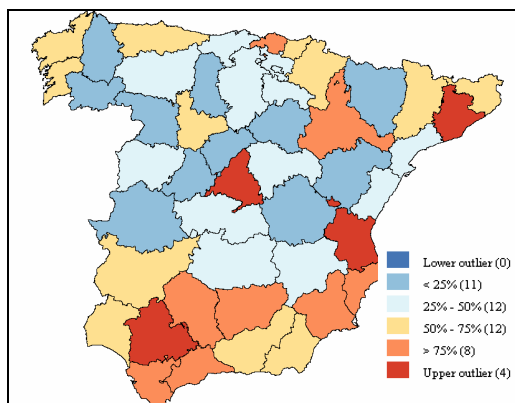 Lower outlier (0)
< 25% (11)
25% - 50% (12)
50% - 75% (12)
> 75% (8)
Upper outlier (4)